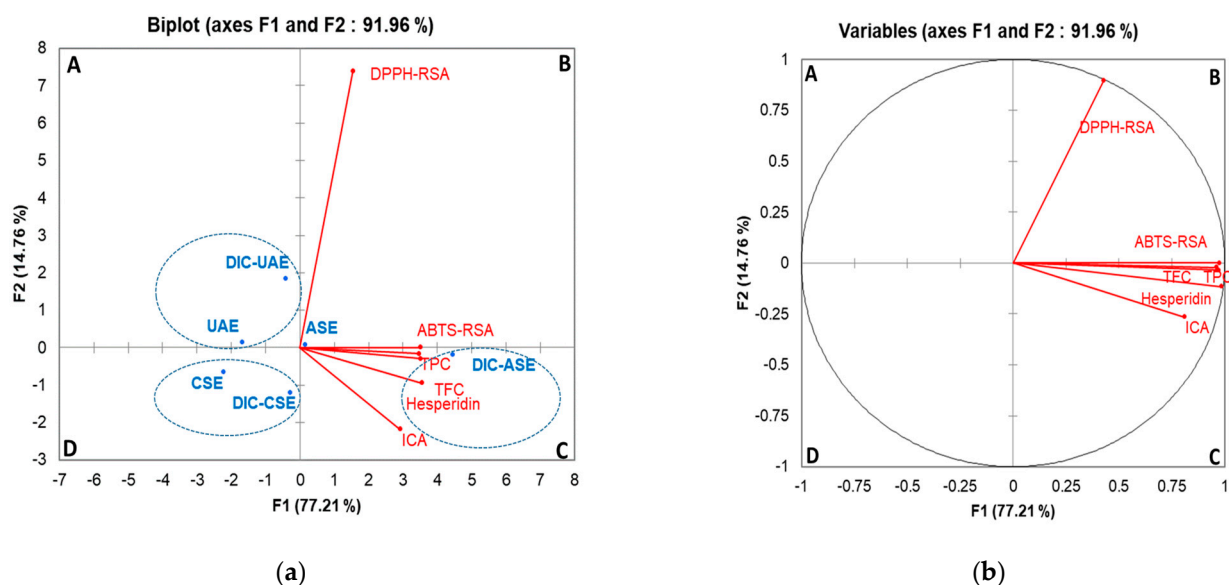 Biplot (axes F1 and F2 : 91.96 %)
8
7
6
5
4
3
2
1
0
-1
-2
-3
F2 (14.76 %)
A
B
DPPH-RSA
DIC-UAE
UAE
ASE
ABTS-RSA
TPC
DIC-ASE
CSE
DIC-CSE
TFC
Hesperidin
ICA
D
C
-7 -6 -5 -4 -3 -2 -1 0 1 2 3 4 5 6 7 8
F1 (77.21 %)
(a)
Variables (axes F1 and F2 : 91.96 %)
1
0.75
0.5
0.25
0
-0.25
-0.5
-0.75
-1
F2 (14.76 %)
A
B
DPPH-RSA
ABTS-RSA
TFC TPC
Hesperidin
ICA
D
C
-1 -0.75 -0.5 -0.25 0 0.25 0.5 0.75 1
F1 (77.21 %)
(b)